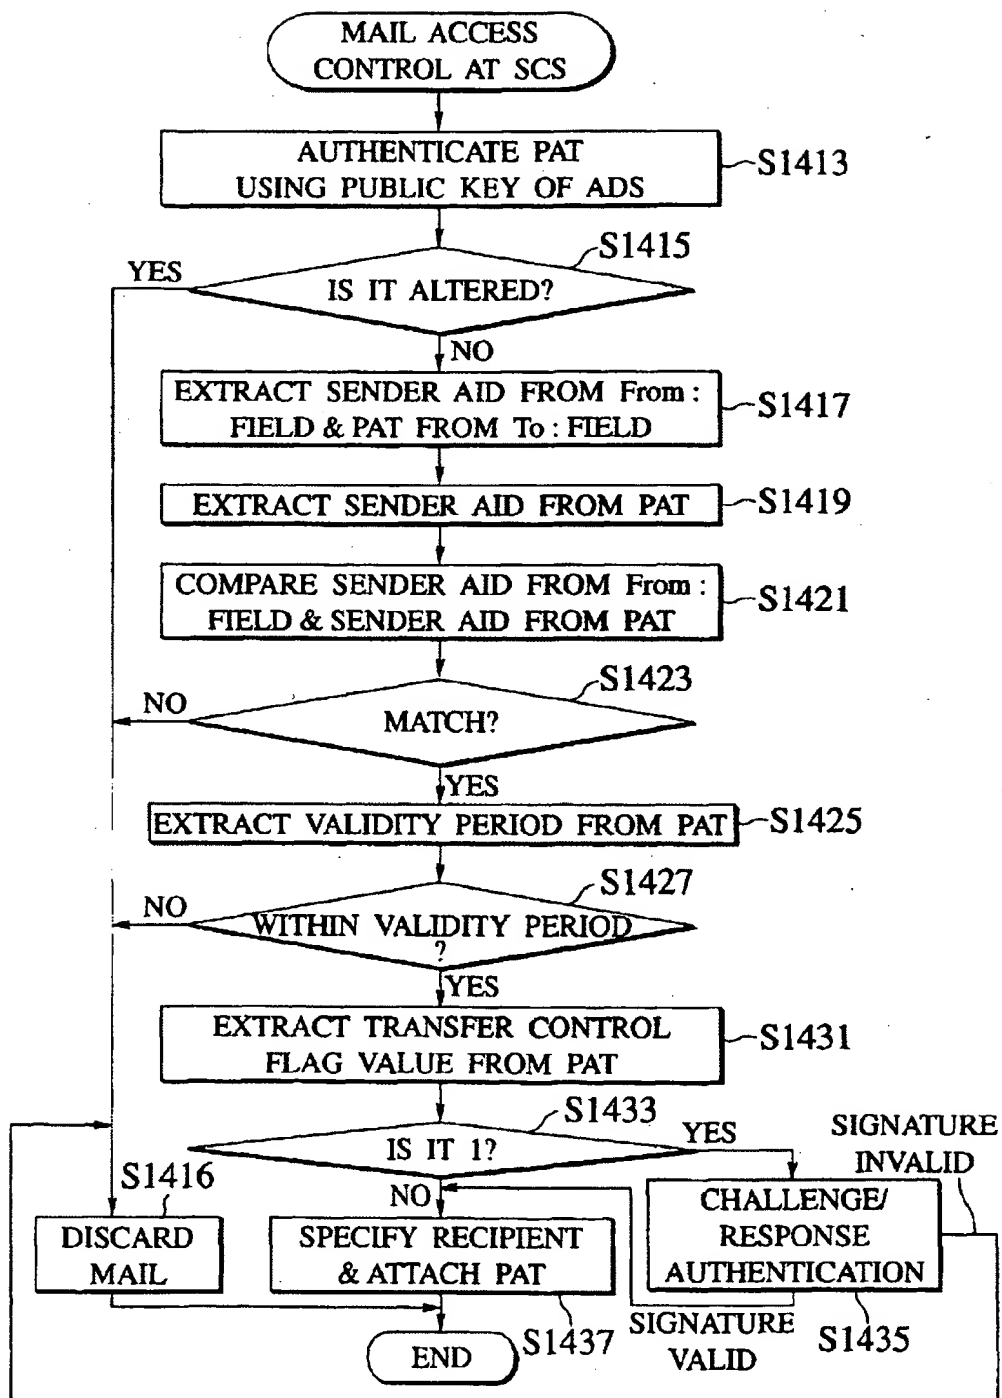 MAIL ACCESS
CONTROL AT SCS
AUTHENTICATE PAT
USING PUBLIC KEY OF ADS
S1413
S1415
YES
IS IT ALTERED?
NO
EXTRACT SENDER AID FROM From :
FIELD & PAT FROM To : FIELD
S1417
EXTRACT SENDER AID FROM PAT
S1419
COMPARE SENDER AID FROM From :
FIELD & SENDER AID FROM PAT
S1421
S1423
NO
MATCH?
YES
EXTRACT VALIDITY PERIOD FROM PAT
S1425
S1427
NO
WITHIN VALIDITY PERIOD
?
YES
EXTRACT TRANSFER CONTROL
FLAG VALUE FROM PAT
S1431
S1433
IS IT 1?
YES
SIGNATURE
INVALID
S1416
NO
DISCARD
MAIL
SPECIFY RECIPIENT
& ATTACH PAT
CHALLENGE/
RESPONSE
AUTHENTICATION
S1437
SIGNATURE
VALID
S1435
END